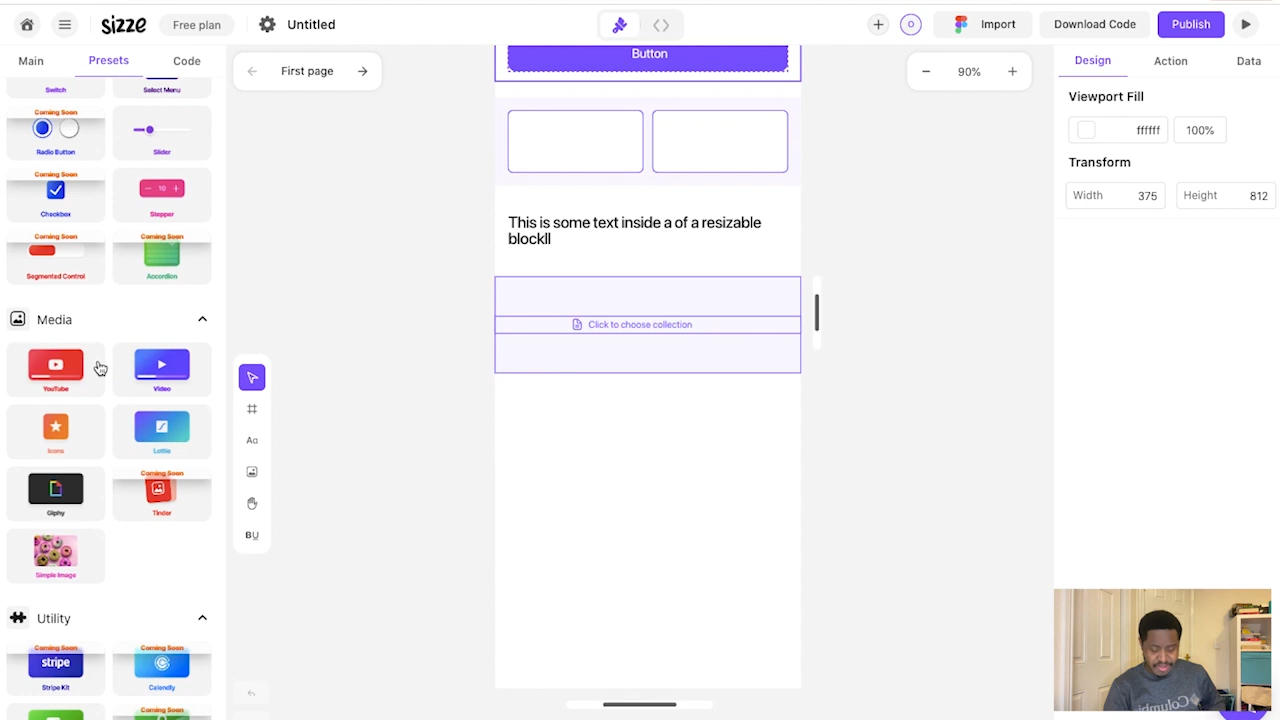 sizze Free plan Untitled Import Download Code Publish
Main Presets Code First page 90% Design Action Data
Button
Switch Select Menu
Viewport Fill
ffffff 100%
Transform
Width 375 Height 812
Coming Soon
Radio Button Slider
Coming Soon
Checkbox 10 Stepper
Coming Soon Coming Soon
Segmented Control Accordion
This is some text inside a of a resizable
blockll
Media
Click to choose collection
YouTube Video
Icons Lottie
Coming Soon
Giphy Tinder
Simple Image
Aa
BU
Utility
Coming Soon Coming Soon
stripe
Stripe Kit Calendly
Columbia